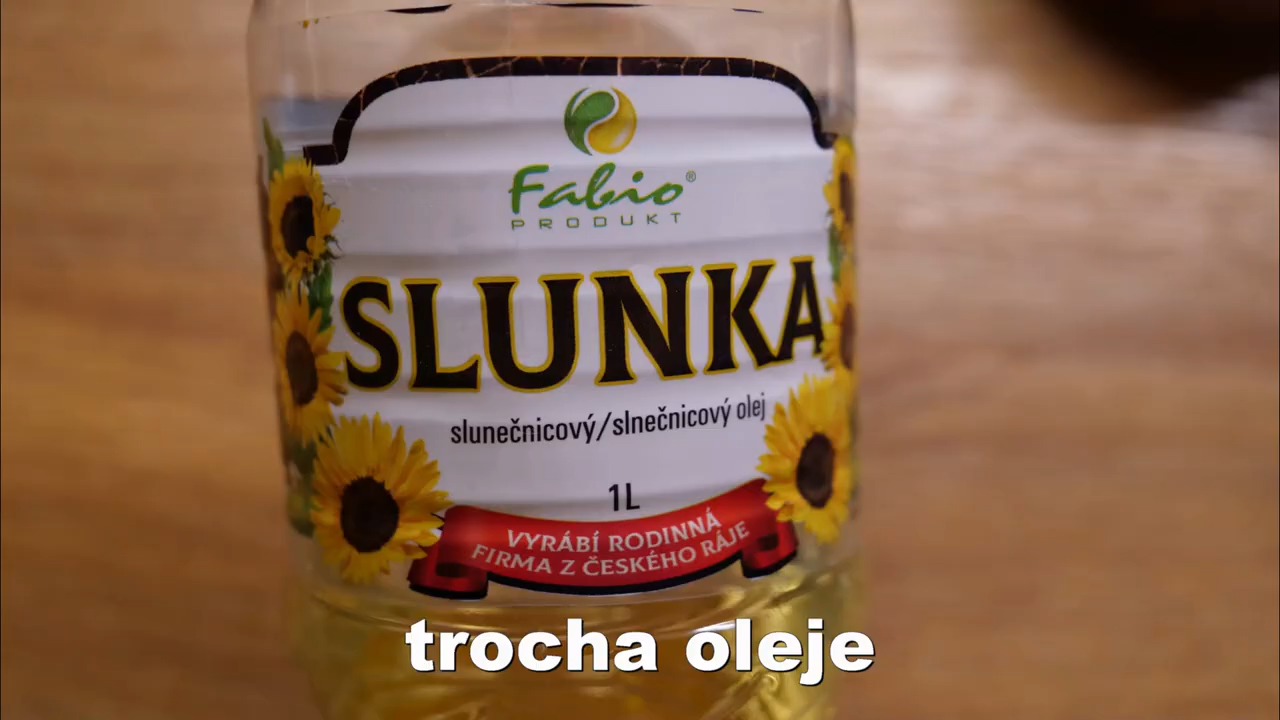 Fabio®
PRODUKT
SLUNKA
slunečnicový/slnečnicový olej
1L
VYRÁBÍ RODINNÁ
FIRMA Z ČESKÉHO RÁJE
trocha oleje